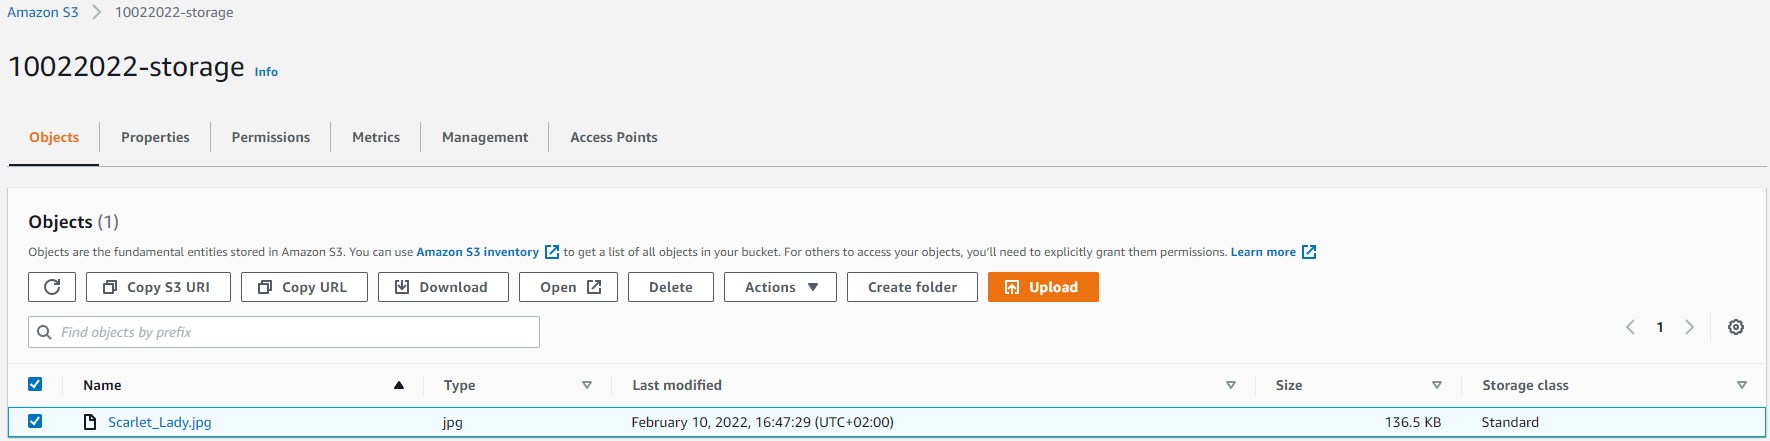 Amazon S3 > 10022022-storage
10022022-storage Info
Objects Properties Permissions Metrics Management Access Points
Objects (1)
Objects are the fundamental entities stored in Amazon S3. You can use Amazon S3 inventory to get a list of all objects in your bucket. For others to access your objects, you'll need to explicitly grant them permissions. Learn more
Copy S3 URI Copy URL Download Open Delete Actions Create folder Upload
Find objects by prefix
< 1 >
Name Type Last modified Size Storage class
Scarlet_Lady.jpg jpg February 10, 2022, 16:47:29 (UTC+02:00) 136.5 KB Standard